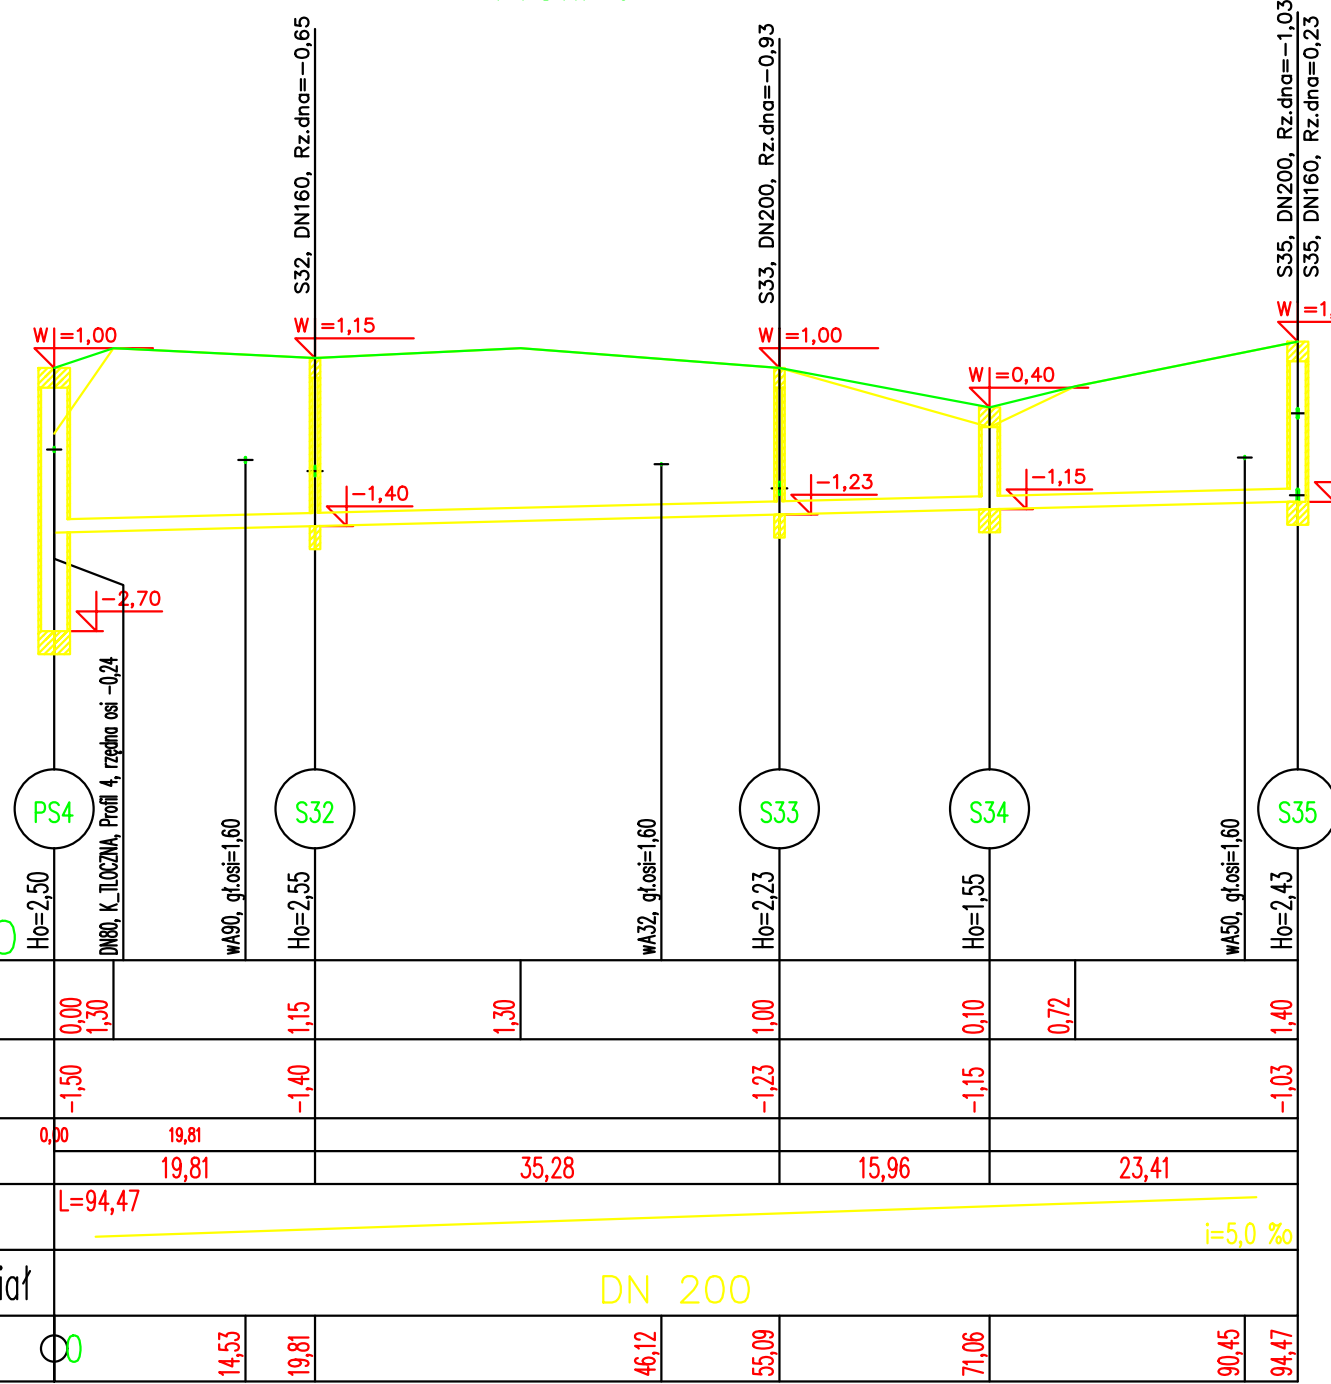 S32, DN160, Rz.dna=-0,65
S33, DN200, Rz.dna=-0,93
S35, DN200, Rz.dna=-1,03
S35, DN160, Rz.dna=0,23
W =1,00
W =1,15
W =1,00
W =0,40
-1,40
-1,23
-1,15
-2,70
PS4
S32
S33
S34
S35
Ho=2,50
DN80, K_TŁOCZNA, Profil 4, rzędna osi -0,24
wA90, gł.osi=1,60
Ho=2,55
wA32, gł.osi=1,60
Ho=2,23
Ho=1,55
wA50, gł.osi=1,60
Ho=2,43
0,00 1,30 1,15 1,30 1,00 0,10 0,72 1,40
-1,50 -1,40 -1,23 -1,15 -1,03
0,00 19,81
19,81 35,28 15,96 23,41
L=94,47
i=5,0 ‰
DN 200
0 14,53 19,81 46,12 55,09 71,06 90,45 94,47